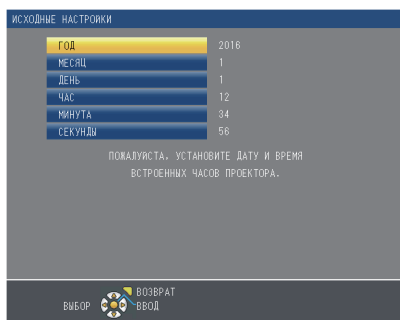 ИСХОДНЫЕ НАСТРОЙКИ
ГОД 2016
МЕСЯЦ 1
ДЕНЬ 1
ЧАС 12
МИНУТА 34
СЕКУНДЫ 56
ПОЖАЛУЙСТА, УСТАНОВИТЕ ДАТУ И ВРЕМЯ
ВСТРОЕННЫХ ЧАСОВ ПРОЕКТОРА.
ВОЗВРАТ
ВЫБОР ВВОД